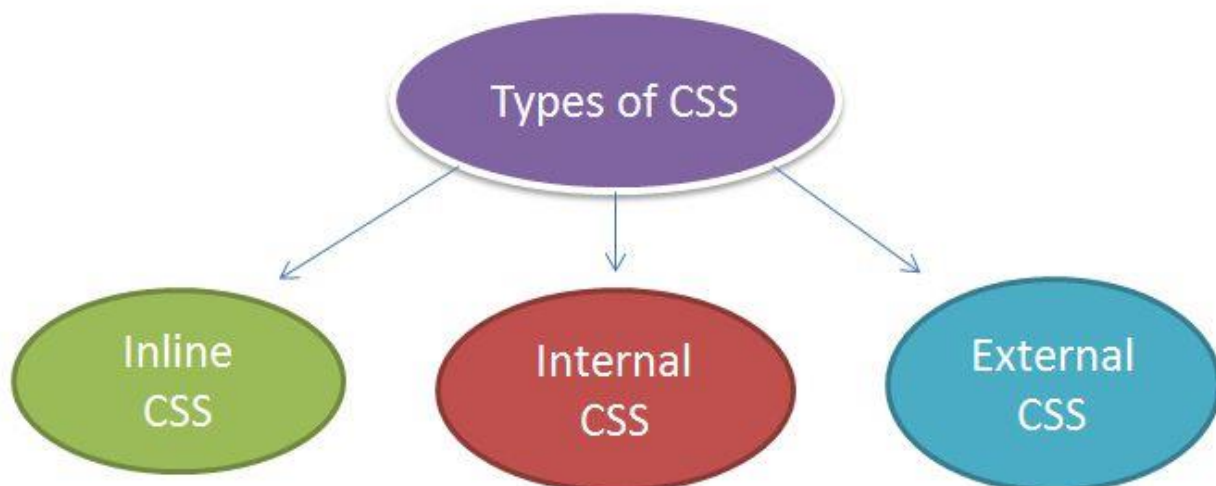 Types of CSS
Inline
CSS
Internal
CSS
External
CSS